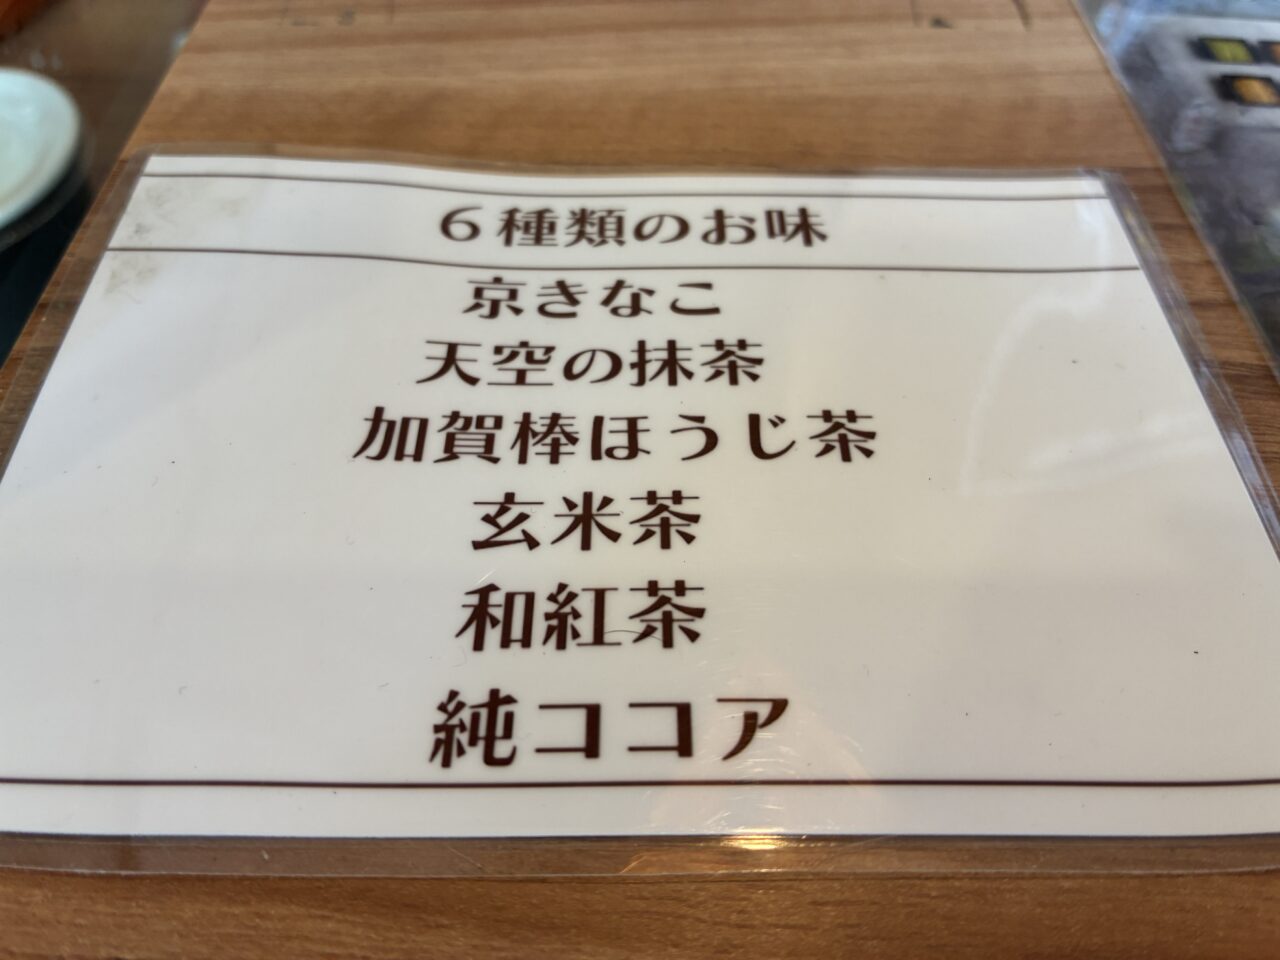 6種類のお味
京きなこ
天空の抹茶
加賀棒ほうじ茶
玄米茶
和紅茶
純ココア